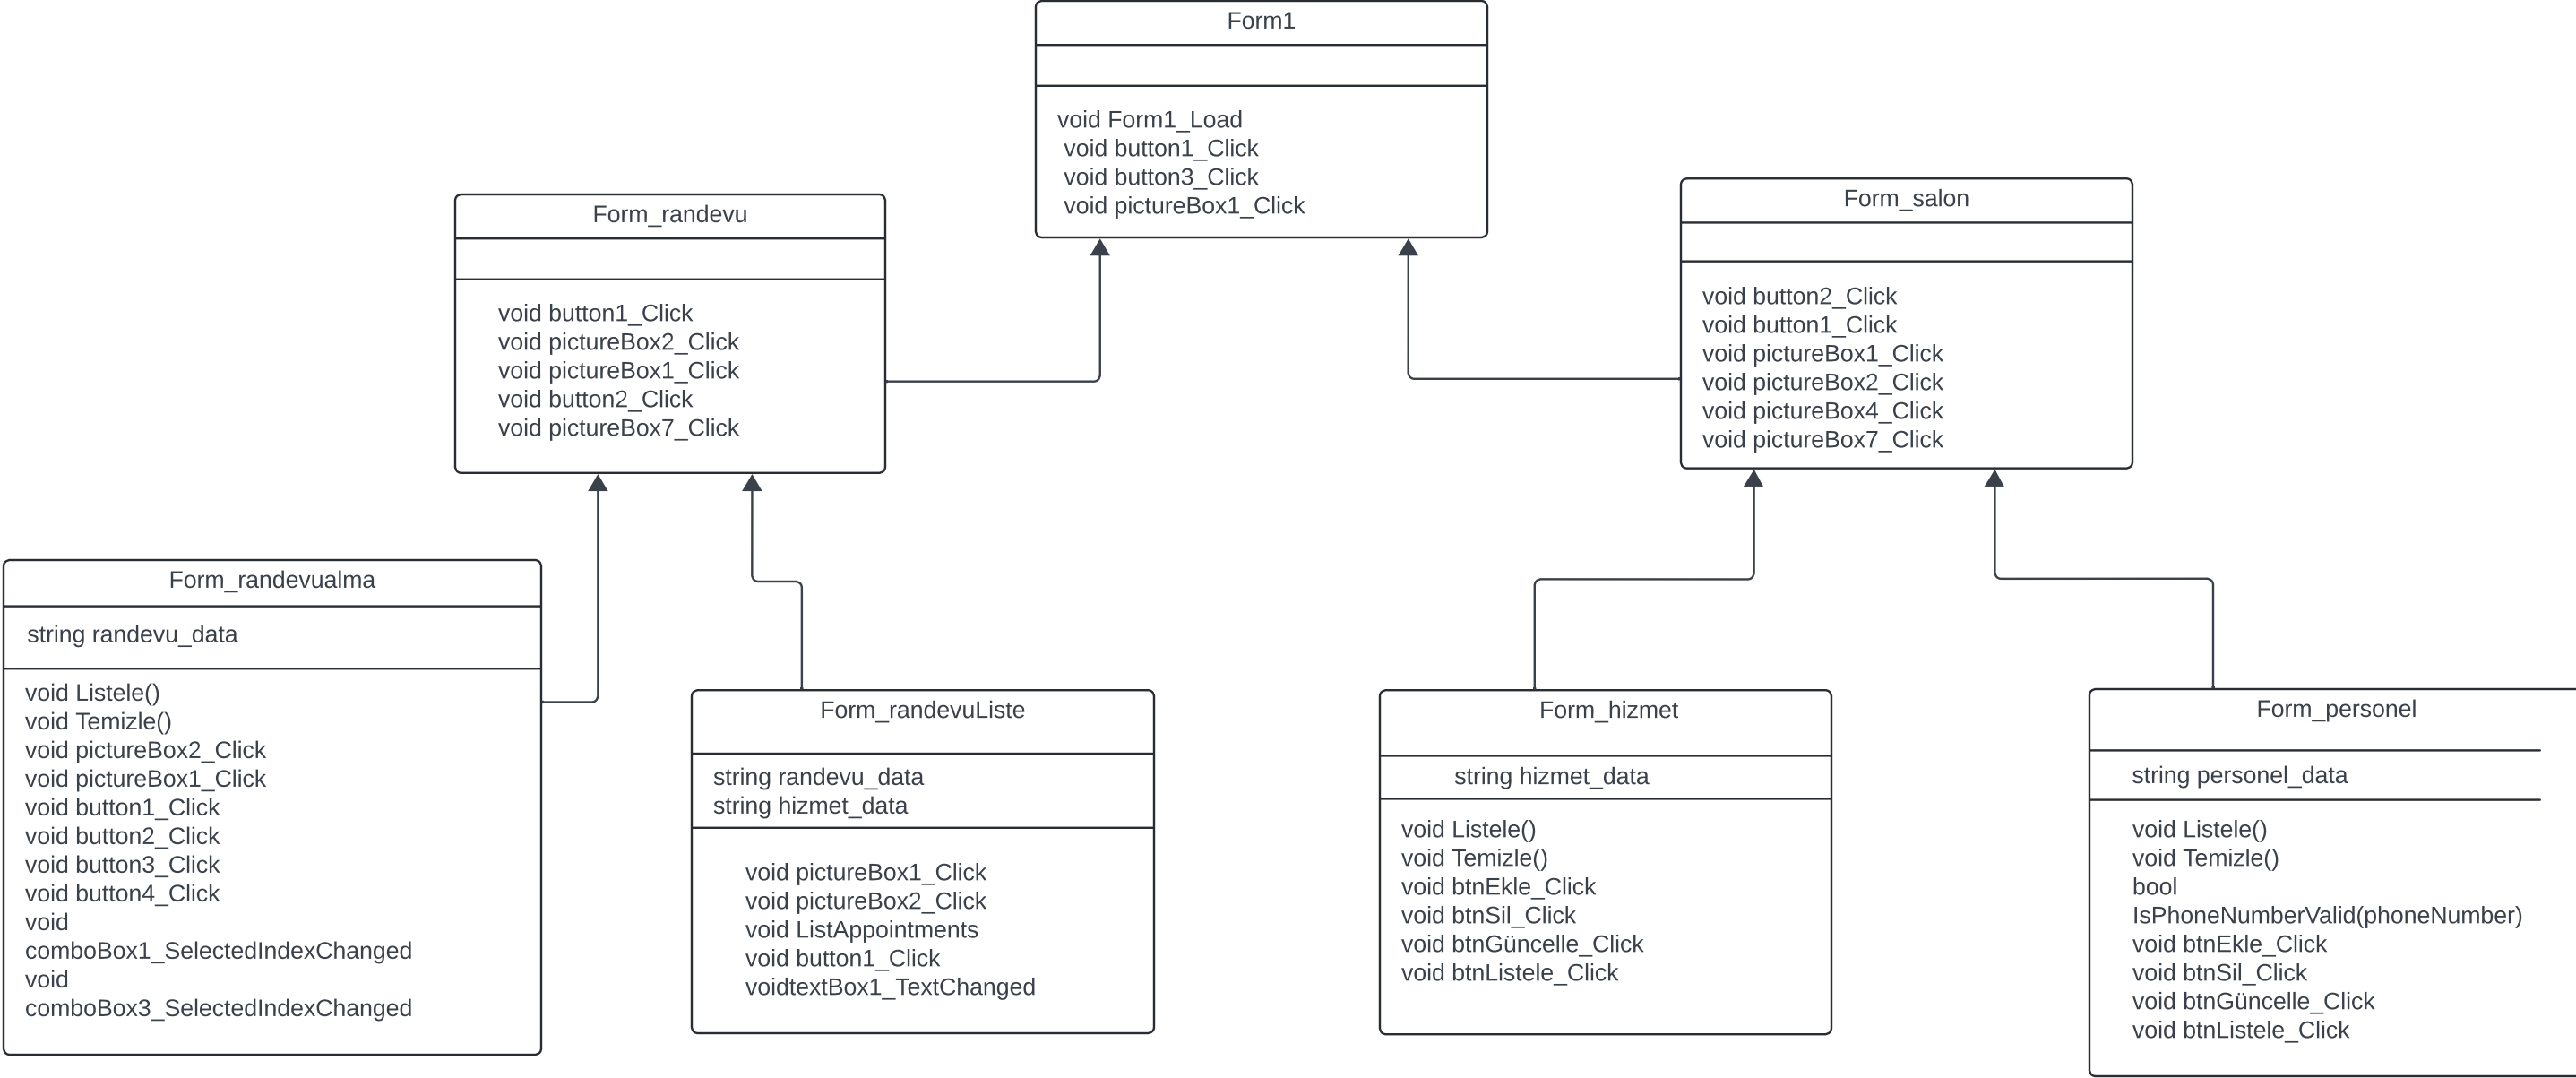 Form1
void Form1_Load
void button1_Click
void button3_Click
void pictureBox1_Click
Form_randevu
void button1_Click
void pictureBox2_Click
void pictureBox1_Click
void button2_Click
void pictureBox7_Click
Form_salon
void button2_Click
void button1_Click
void pictureBox1_Click
void pictureBox2_Click
void pictureBox4_Click
void pictureBox7_Click
Form_randevualma
string randevu_data
void Listele()
void Temizle()
void pictureBox2_Click
void pictureBox1_Click
void button1_Click
void button2_Click
void button3_Click
void button4_Click
void
comboBox1_SelectedIndexChanged
void
comboBox3_SelectedIndexChanged
Form_randevuListe
string randevu_data
string hizmet_data
void pictureBox1_Click
void pictureBox2_Click
void ListAppointments
void button1_Click
voidtextBox1_TextChanged
Form_hizmet
string hizmet_data
void Listele()
void Temizle()
void btnEkle_Click
void btnSil_Click
void btnGüncelle_Click
void btnListele_Click
Form_personel
string personel_data
void Listele()
void Temizle()
bool
IsPhoneNumberValid(phoneNumber)
void btnEkle_Click
void btnSil_Click
void btnGüncelle_Click
void btnListele_Click